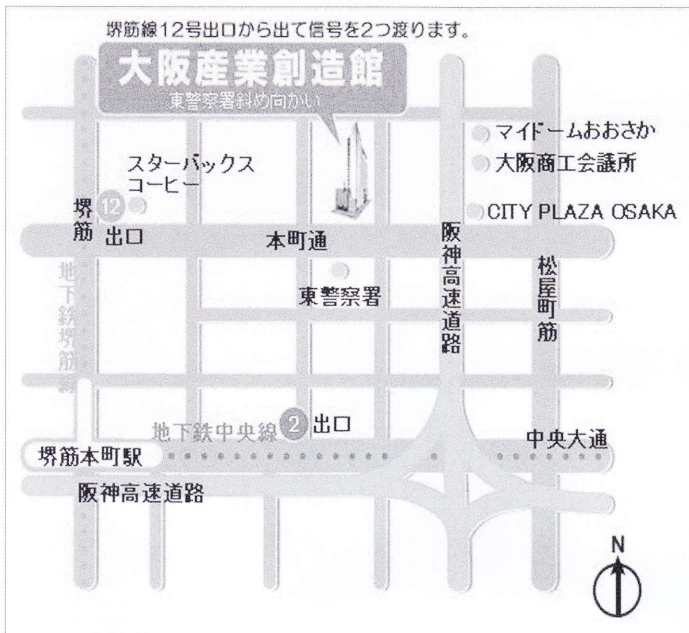 堺筋線12号出口から出て信号を2つ渡ります。
大阪産業創造館
東警察署斜め向かい
マイドームおおさか
大阪商工会議所
スターバックス
コーヒー
堺筋
12
出口
CITY PLAZA OSAKA
本町通
阪神高速道路
松屋町筋
地下鉄堺筋線
東警察署
地下鉄中央線
2
出口
中央大通
堺筋本町駅
阪神高速道路
N